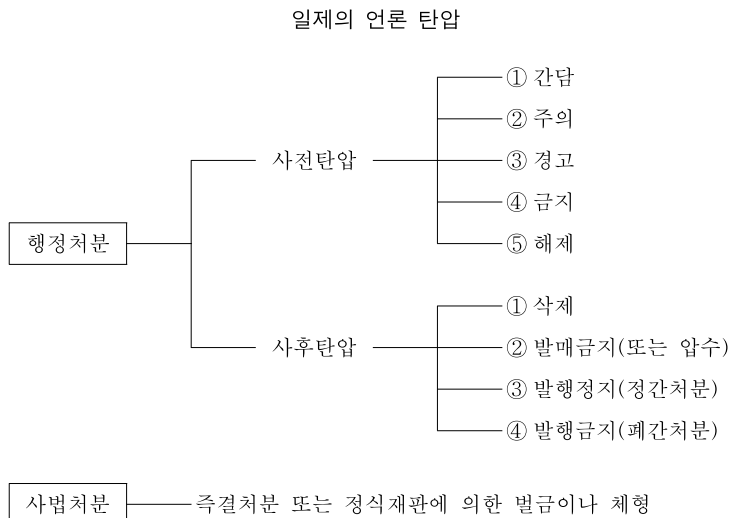 일제의 언론 탄압
① 간담
② 주의
사전탄압
③ 경고
④ 금지
행정처분
⑤ 해제
① 삭제
사후탄압
② 발매금지(또는 압수)
③ 발행정지(정간처분)
④ 발행금지(폐간처분)
사법처분
즉결처분 또는 정식재판에 의한 벌금이나 체형